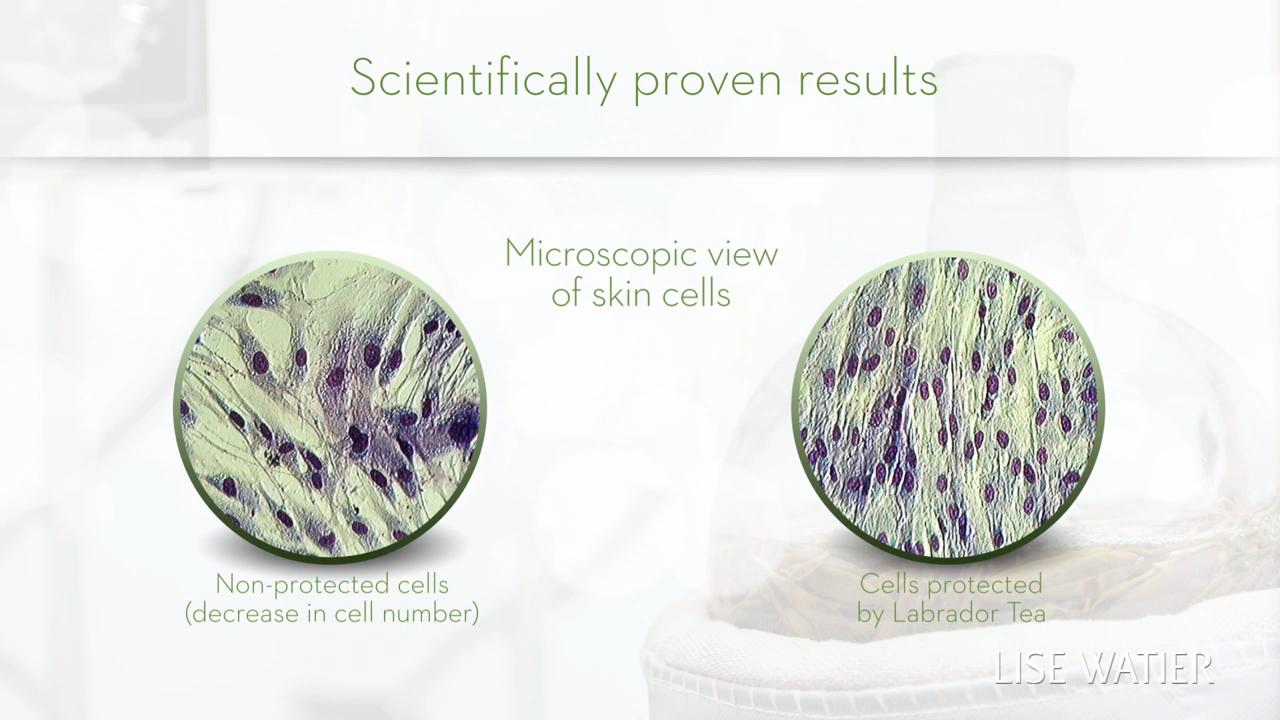 Scientifically proven results
Microscopic view
of skin cells
Non-protected cells
(decrease in cell number)
Cells protected
by Labrador Tea
LISE WATIER